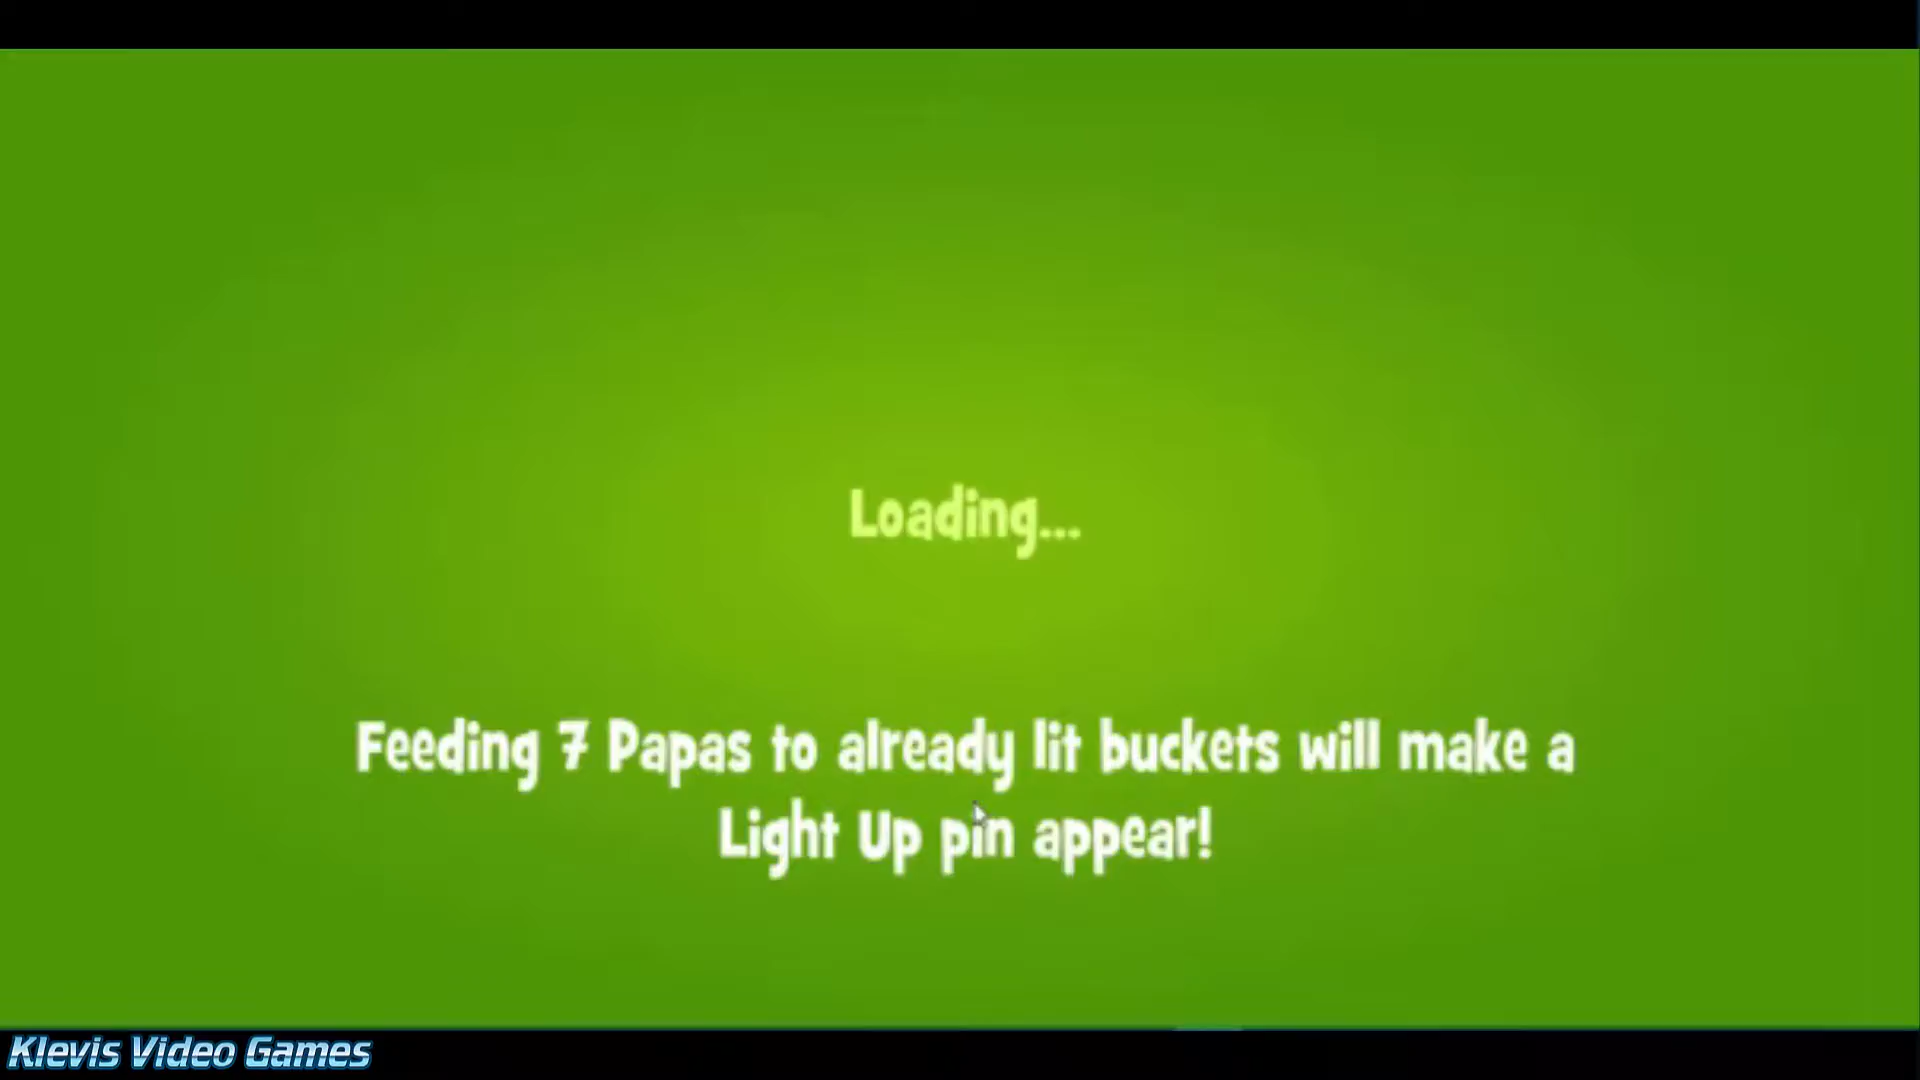 Loading...
Feeding 7 Papas to already lit buckets will make a
Light Up pin appear!
Klevis Video Games